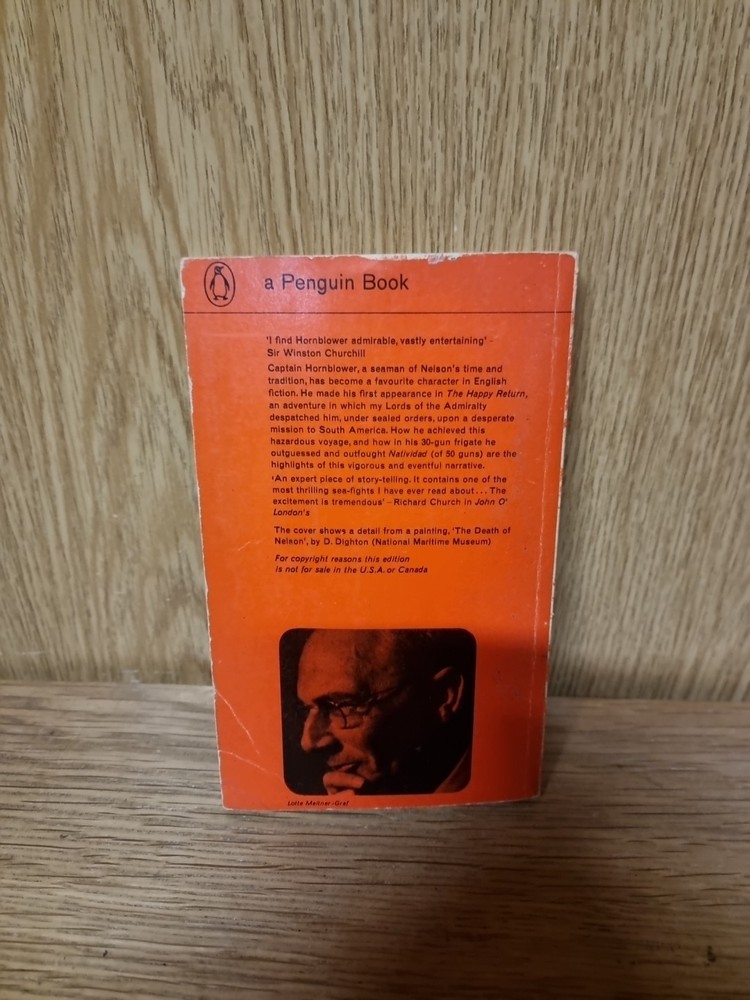 a Penguin Book
'I find Hornblower admirable, vastly entertaining' -
Sir Winston Churchill
Captain Hornblower, a seaman of Nelson's time and
tradition, has become a favourite character in English
fiction. He made his first appearance in The Happy Return,
an adventure in which my Lords of the Admiralty
despatched him, under sealed orders, upon a desperate
mission to South America. How he achieved this
hazardous voyage, and how in his 30-gun frigate he
outguessed and outfought Natividad (of 50 guns) are the
highlights of this vigorous and eventful narrative.
'An expert piece of story-telling. It contains one of the
most thrilling sea-fights I have ever read about... The
excitement is tremendous' - Richard Church in John O'
London's
The cover shows a detail from a painting, 'The Death of
Nelson', by D. Dighton (National Maritime Museum)
For copyright reasons this edition
is not for sale in the U.S.A. or Canada
Lotte Meitner-Graf